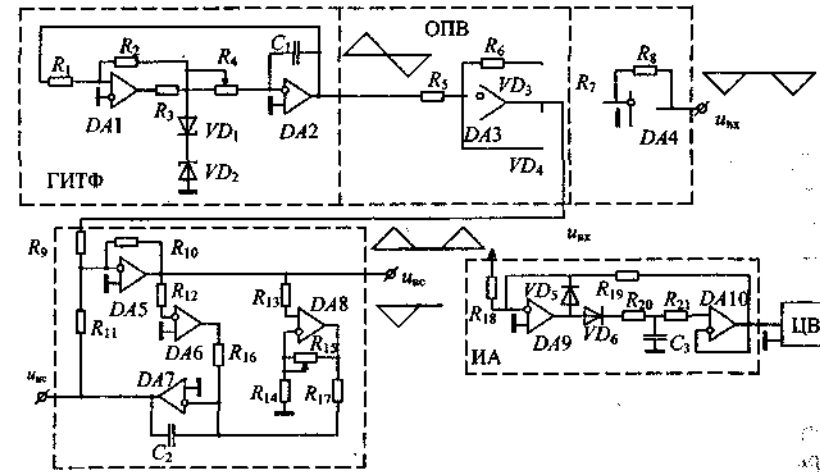 ОПВ
R1
R2
R3
R4
C1
DA1
DA2
VD1
VD2
ГИТФ
R5
R6
VD3
DA3
VD4
R7
R8
DA4
uвх
R9
R10
DA5
R11
R12
DA6
R13
DA8
R15
R16
R14
R17
DA7
C2
uвс
uвс
uвх
R18
VD5
R19
DA9
VD6
R20
R21
C3
DA10
ИА
ЦВ